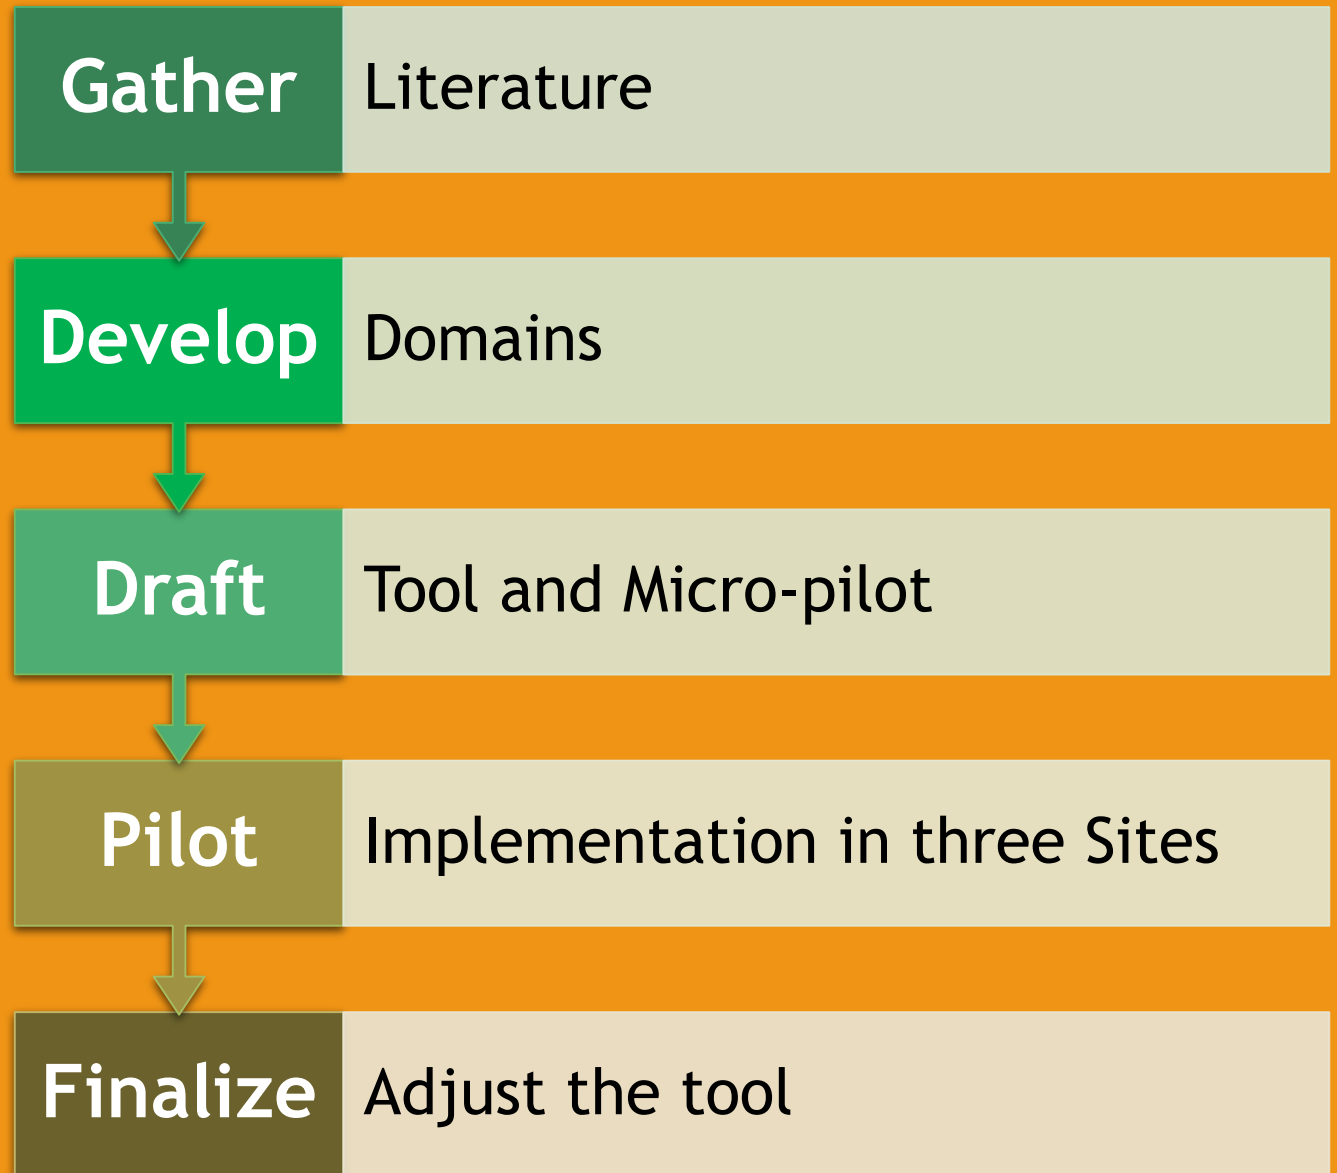 Gather Literature
Develop Domains
Draft Tool and Micro-pilot
Pilot Implementation in three Sites
Finalize Adjust the tool